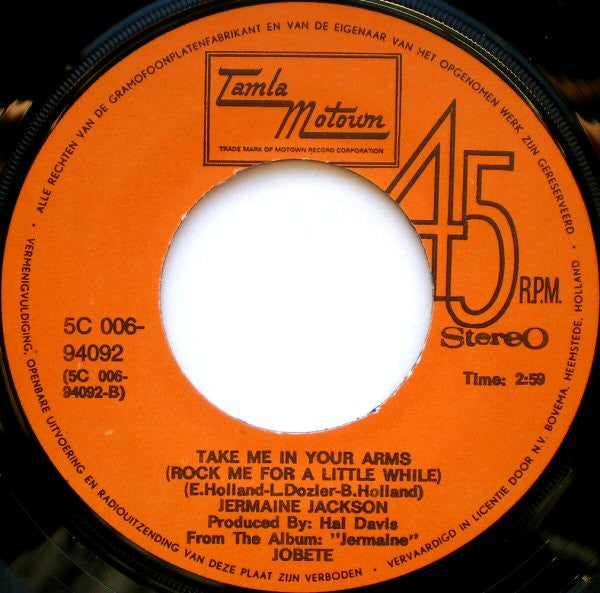 ALLE RECHTEN VAN DE GRAMOFOONPLATENFABRIKANT EN VAN DE EIGENAAR VAN HET OPGENOMEN WERK ZIJN GERESERVEERD
Tamla
Motown
TRADE MARK OF MOTOWN RECORD CORPORATION
45
R.P.M.
Stereo
5C 006-
94092
(5C 006-
94092-B)
Time: 2:59
TAKE ME IN YOUR ARMS
(ROCK ME FOR A LITTLE WHILE)
(E.Holland-L.Dozier-B.Holland)
JERMAINE JACKSON
Produced By: Hal Davis
From The Album: "Jermaine"
JOBETE
• VERMENIGVULDIGING, OPENBARE UITVOERING EN RADIOUITZENDING VAN DEZE PLAAT ZIJN VERBODEN •
VERVAARDIGD IN LICENTIE DOOR N.V. BOVEMA, HEEMSTEDE, HOLLAND •